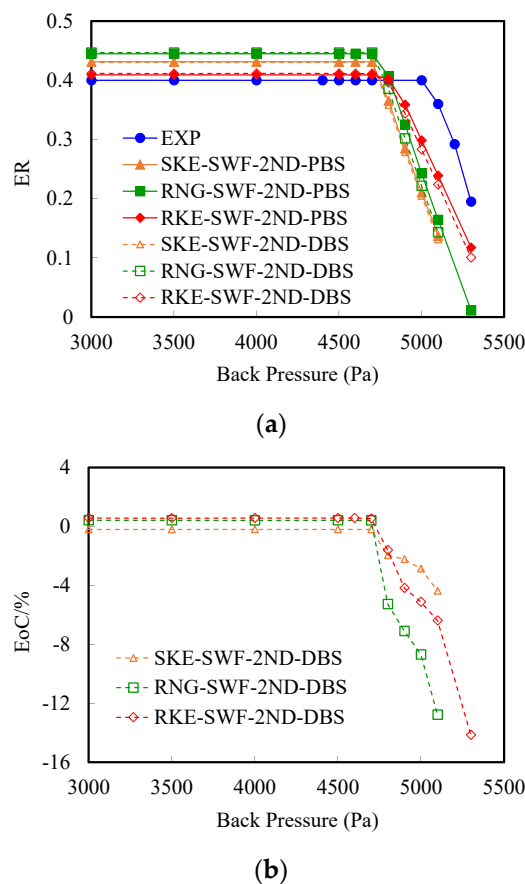 0.5
0.4
0.3
0.2
0.1
0
ER
EXP
SKE-SWF-2ND-PBS
RNG-SWF-2ND-PBS
RKE-SWF-2ND-PBS
SKE-SWF-2ND-DBS
RNG-SWF-2ND-DBS
RKE-SWF-2ND-DBS
3000 3500 4000 4500 5000 5500
Back Pressure (Pa)
(a)
4
0
-4
-8
-12
-16
EoC/%
SKE-SWF-2ND-DBS
RNG-SWF-2ND-DBS
RKE-SWF-2ND-DBS
3000 3500 4000 4500 5000 5500
Back Pressure (Pa)
(b)